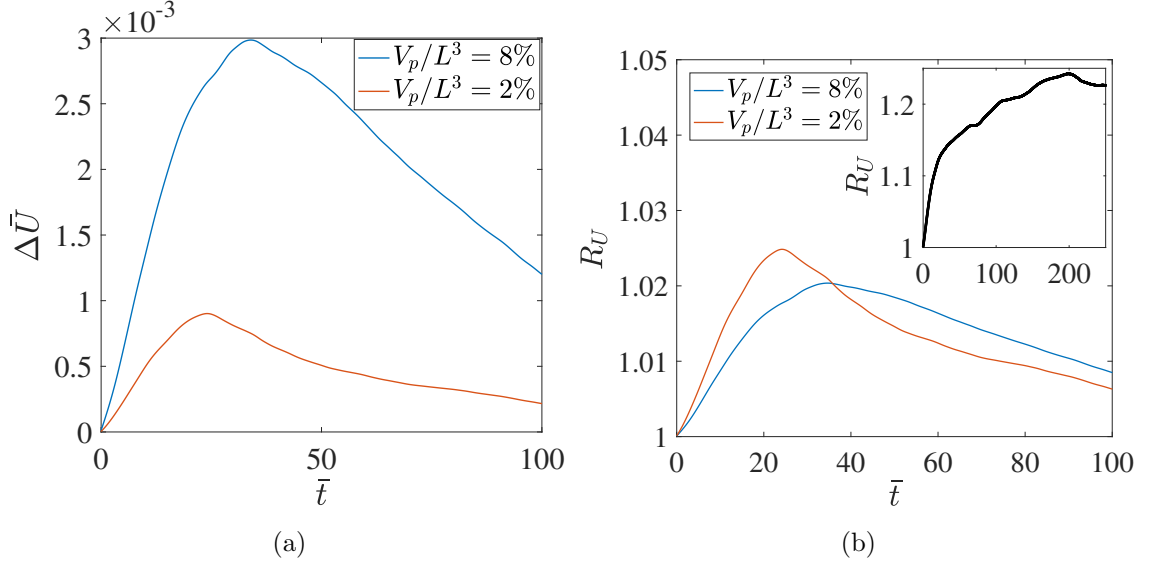 ×10⁻³
3
2.5
2
1.5
1
0.5
0
0 50 100
ΔŪ
t̄
V_p/L³ = 8%
V_p/L³ = 2%
(a)
1.05
1.04
1.03
1.02
1.01
1
0 20 40 60 80 100
R_U
t̄
V_p/L³ = 8%
V_p/L³ = 2%
1.2
1.1
1
0 100 200
R_U
(b)